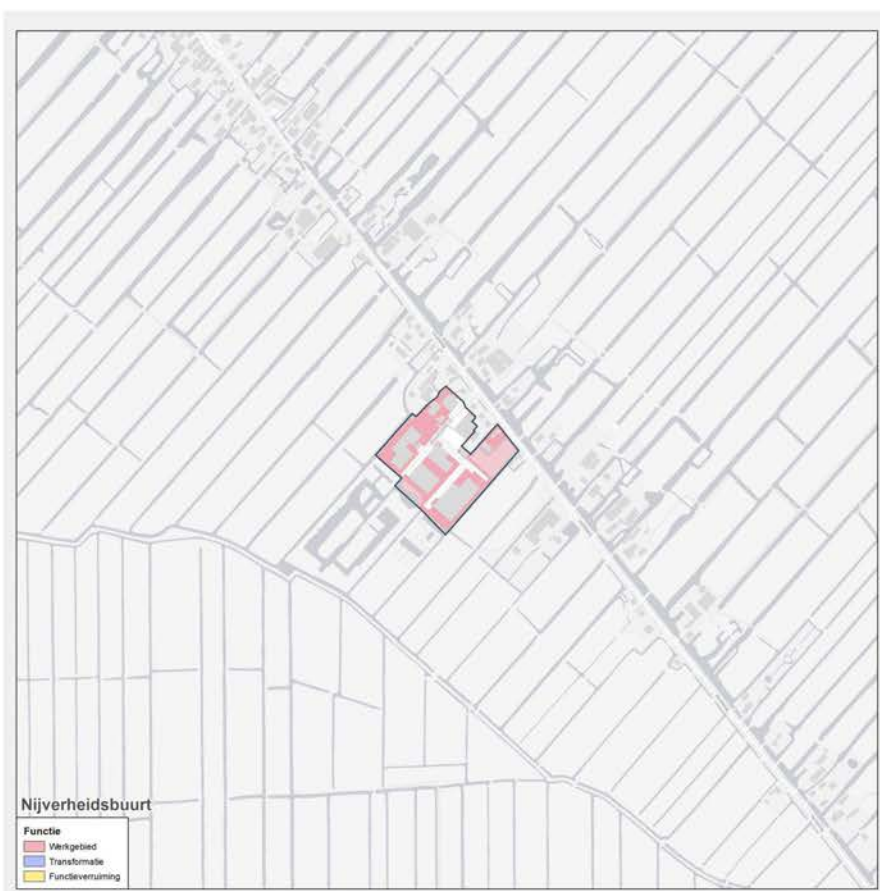 Nijverheidsbuurt
Functie
Werkgebied
Transformatie
Functieverruiming